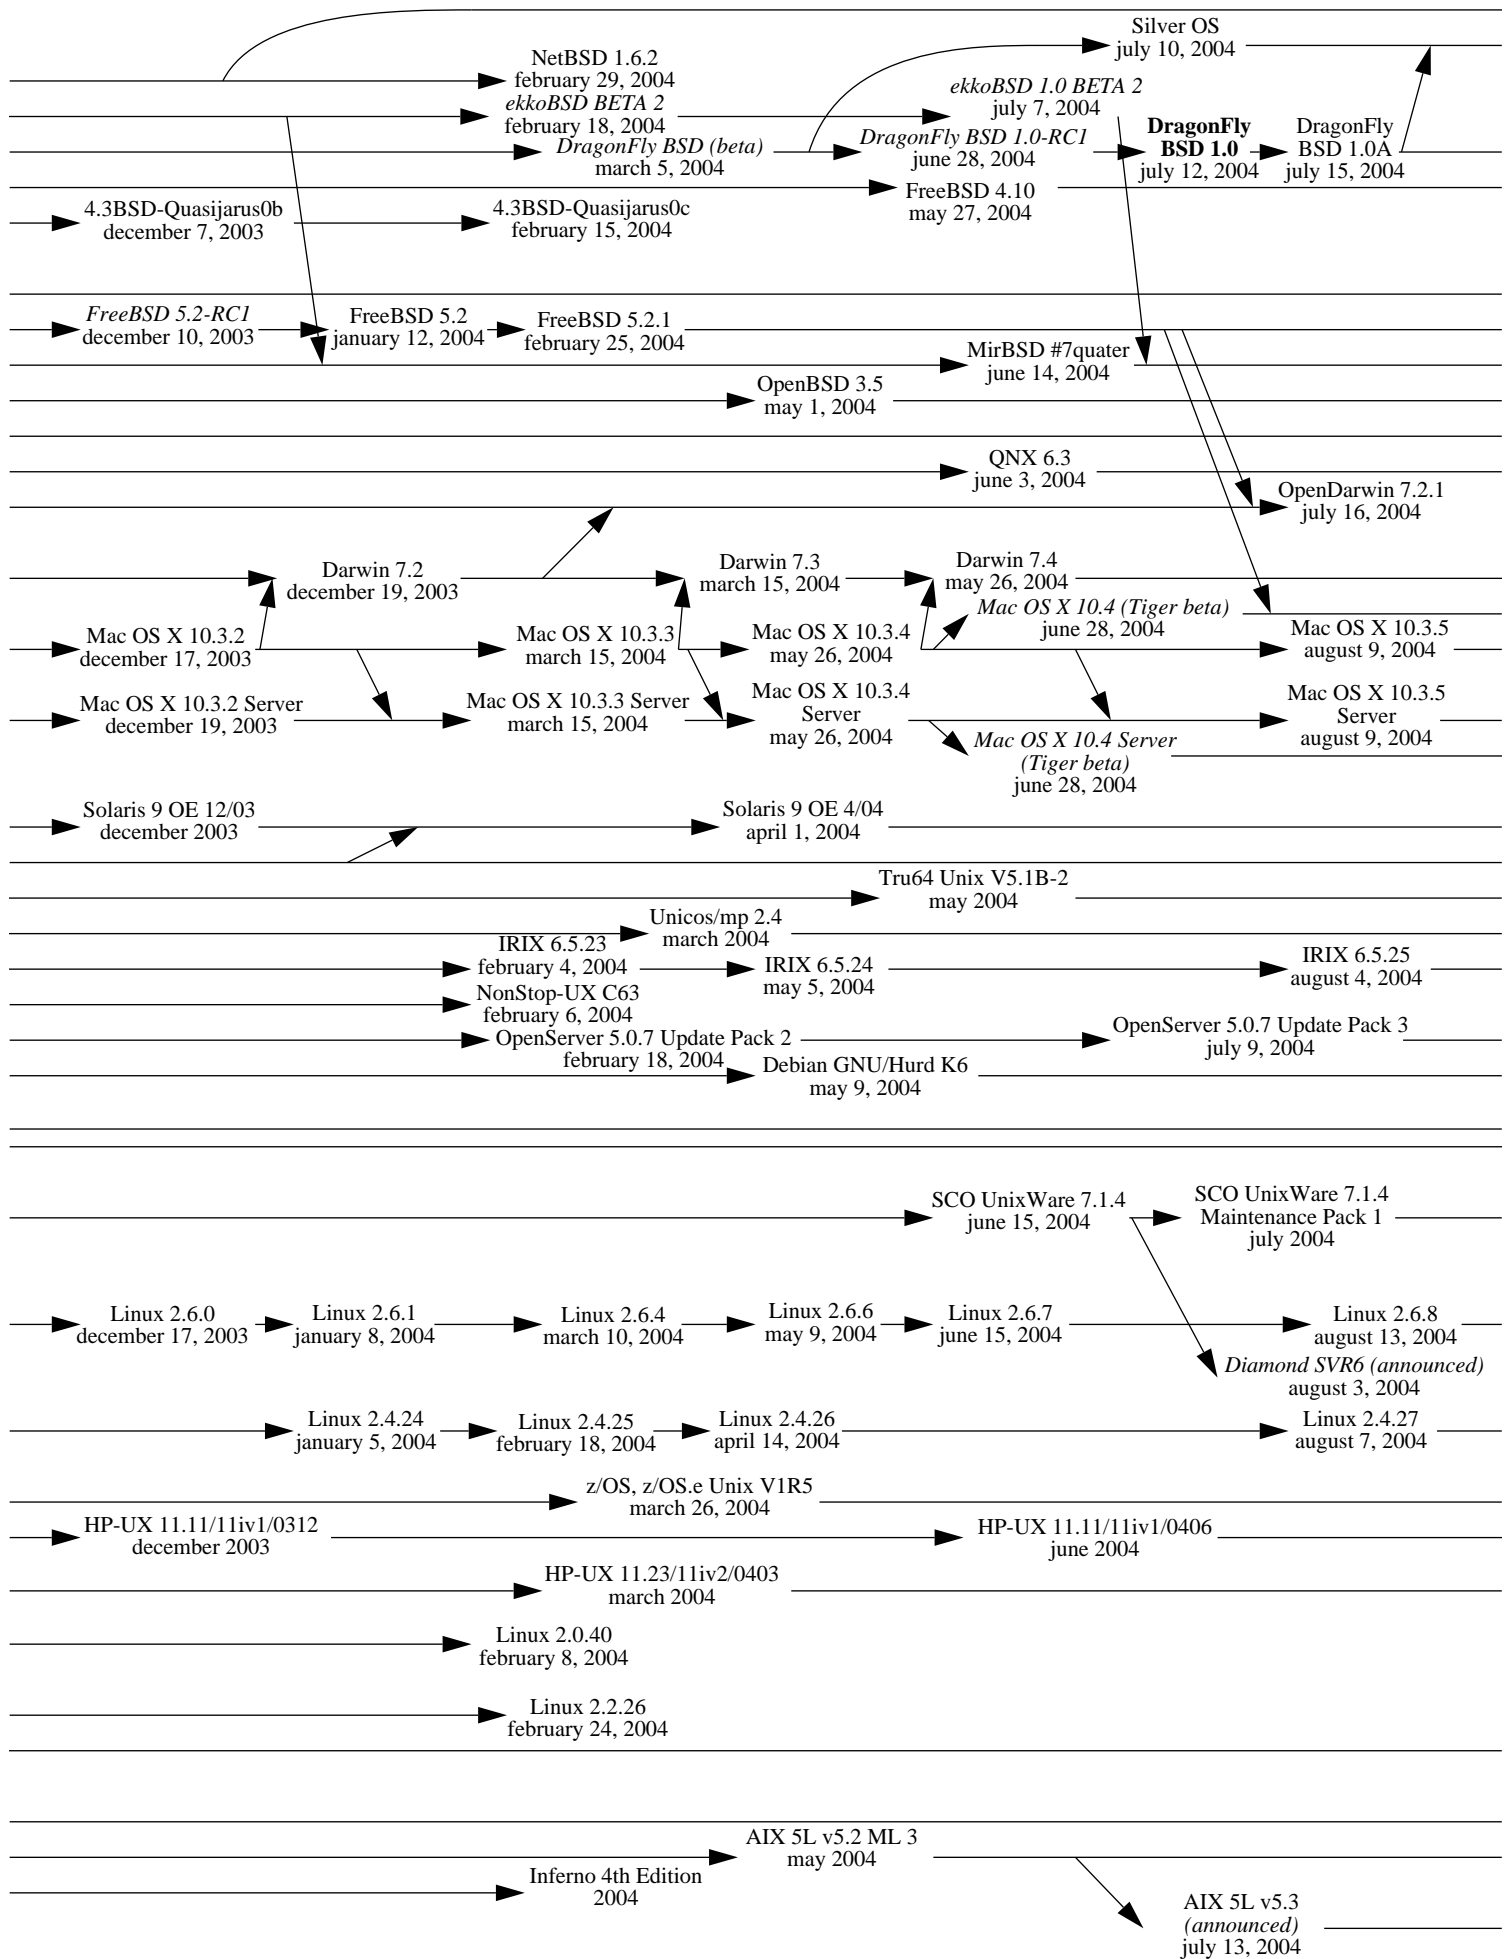 Silver OS
july 10, 2004
NetBSD 1.6.2
february 29, 2004
ekkoBSD BETA 2
february 18, 2004
ekkoBSD 1.0 BETA 2
july 7, 2004
DragonFly BSD (beta)
march 5, 2004
DragonFly BSD 1.0-RC1
june 28, 2004
DragonFly
BSD 1.0
july 12, 2004
DragonFly
BSD 1.0A
july 15, 2004
FreeBSD 4.10
may 27, 2004
4.3BSD-Quasijarus0b
december 7, 2003
4.3BSD-Quasijarus0c
february 15, 2004
FreeBSD 5.2-RC1
december 10, 2003
FreeBSD 5.2
january 12, 2004
FreeBSD 5.2.1
february 25, 2004
MirBSD #7quater
june 14, 2004
OpenBSD 3.5
may 1, 2004
QNX 6.3
june 3, 2004
OpenDarwin 7.2.1
july 16, 2004
Darwin 7.2
december 19, 2003
Darwin 7.3
march 15, 2004
Darwin 7.4
may 26, 2004
Mac OS X 10.4 (Tiger beta)
june 28, 2004
Mac OS X 10.3.2
december 17, 2003
Mac OS X 10.3.3
march 15, 2004
Mac OS X 10.3.4
may 26, 2004
Mac OS X 10.3.5
august 9, 2004
Mac OS X 10.3.2 Server
december 19, 2003
Mac OS X 10.3.3 Server
march 15, 2004
Mac OS X 10.3.4
Server
may 26, 2004
Mac OS X 10.3.5
Server
august 9, 2004
Mac OS X 10.4 Server
(Tiger beta)
june 28, 2004
Solaris 9 OE 12/03
december 2003
Solaris 9 OE 4/04
april 1, 2004
Tru64 Unix V5.1B-2
may 2004
Unicos/mp 2.4
march 2004
IRIX 6.5.23
february 4, 2004
IRIX 6.5.24
may 5, 2004
IRIX 6.5.25
august 4, 2004
NonStop-UX C63
february 6, 2004
OpenServer 5.0.7 Update Pack 2
february 18, 2004
OpenServer 5.0.7 Update Pack 3
july 9, 2004
Debian GNU/Hurd K6
may 9, 2004
SCO UnixWare 7.1.4
june 15, 2004
SCO UnixWare 7.1.4
Maintenance Pack 1
july 2004
Linux 2.6.0
december 17, 2003
Linux 2.6.1
january 8, 2004
Linux 2.6.4
march 10, 2004
Linux 2.6.6
may 9, 2004
Linux 2.6.7
june 15, 2004
Linux 2.6.8
august 13, 2004
Diamond SVR6 (announced)
august 3, 2004
Linux 2.4.24
january 5, 2004
Linux 2.4.25
february 18, 2004
Linux 2.4.26
april 14, 2004
Linux 2.4.27
august 7, 2004
z/OS, z/OS.e Unix V1R5
march 26, 2004
HP-UX 11.11/11iv1/0312
december 2003
HP-UX 11.11/11iv1/0406
june 2004
HP-UX 11.23/11iv2/0403
march 2004
Linux 2.0.40
february 8, 2004
Linux 2.2.26
february 24, 2004
AIX 5L v5.2 ML 3
may 2004
Inferno 4th Edition
2004
AIX 5L v5.3
(announced)
july 13, 2004